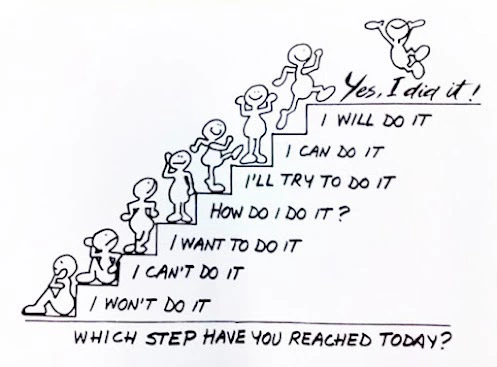 Yes, I did it!
I WILL DO IT
I CAN DO IT
I'LL TRY TO DO IT
HOW DO I DO IT?
I WANT TO DO IT
I CAN'T DO IT
I WON'T DO IT
WHICH STEP HAVE YOU REACHED TODAY?